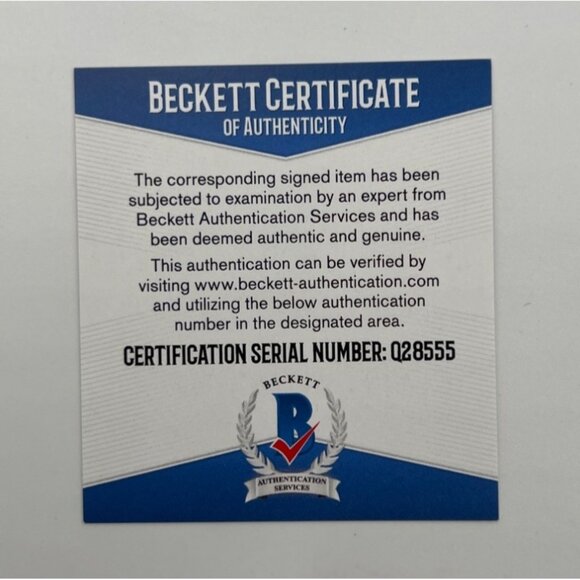 BECKETT CERTIFICATE
OF AUTHENTICITY
The corresponding signed item has been
subjected to examination by an expert from
Beckett Authentication Services and has
been deemed authentic and genuine.
This authentication can be verified by
visiting www.beckett-authentication.com
and utilizing the below authentication
number in the designated area.
CERTIFICATION SERIAL NUMBER: Q28555
BECKETT
B
AUTHENTICATION
SERVICES